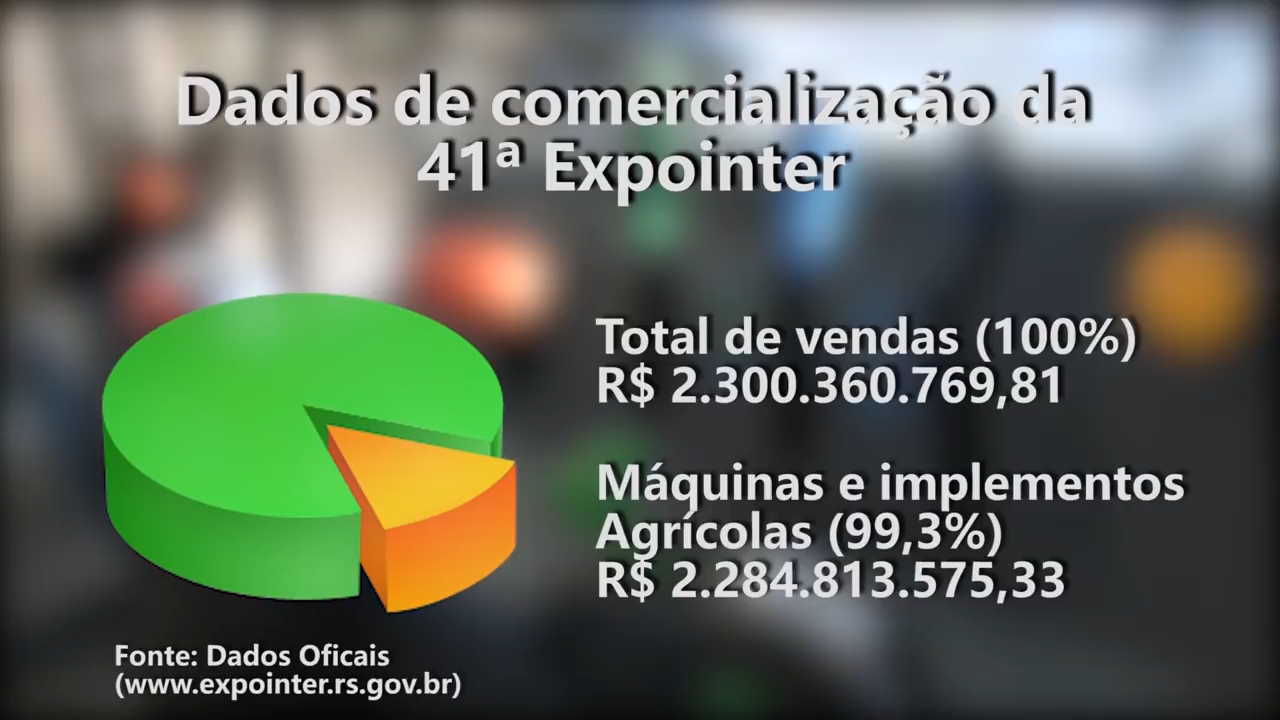 Dados de comercialização da
41ª Expointer
Total de vendas (100%)
R$ 2.300.360.769,81
Máquinas e implementos
Agrícolas (99,3%)
R$ 2.284.813.575,33
Fonte: Dados Oficais
(www.expointer.rs.gov.br)